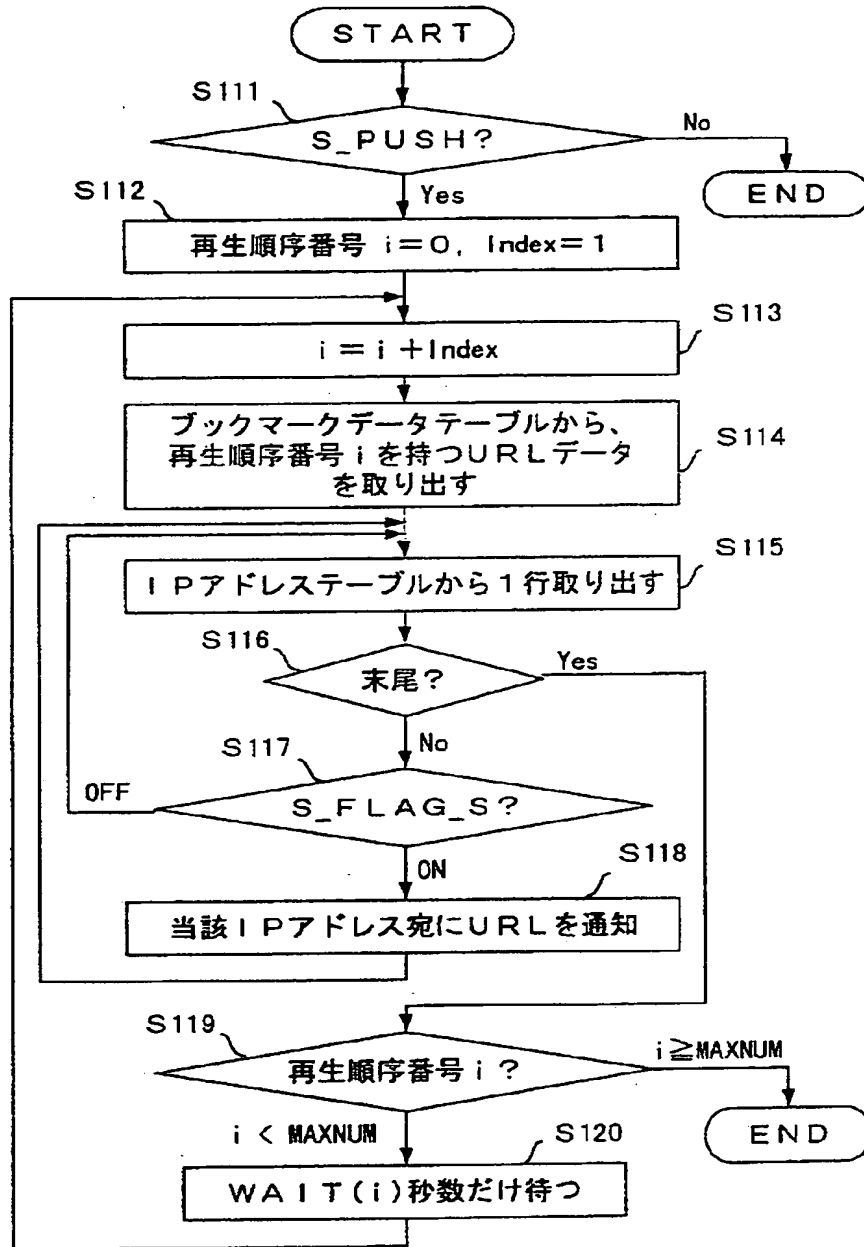 START
S111
S_PUSH?
No
END
Yes
S112
再生順序番号 i=0, Index=1
S113
i = i +Index
ブックマークデータテーブルから、
再生順序番号 i を持つURLデータ
を取り出す
S114
S115
IPアドレステーブルから1行取り出す
S116
末尾?
Yes
No
S117
OFF
S_FLAG_S?
ON
S118
当該IPアドレス宛にURLを通知
S119
再生順序番号 i ?
i≧MAXNUM
END
i < MAXNUM
S120
WAIT(i)秒数だけ待つ